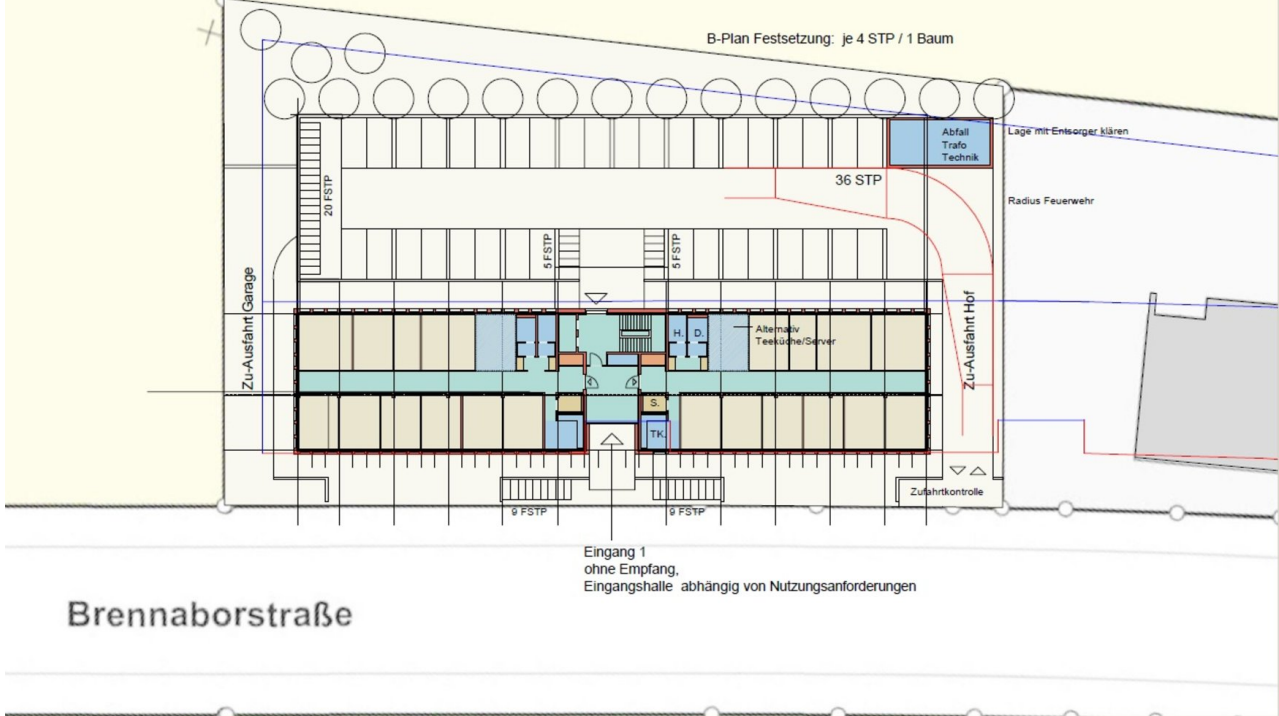 B-Plan Festsetzung: je 4 STP / 1 Baum
Abfall
Trafo
Technik
Lage mit Entsorger klären
36 STP
Radius Feuerwehr
20 FSTP
5 FSTP
5 FSTP
Zu-Ausfahrt Garage
Zu-Ausfahrt Hof
H.
D.
Alternativ
Teeküche/Server
S.
TK.
Zufahrtkontrolle
9 FSTP
9 FSTP
Eingang 1
ohne Empfang,
Eingangshalle abhängig von Nutzungsanforderungen
Brennaborstraße